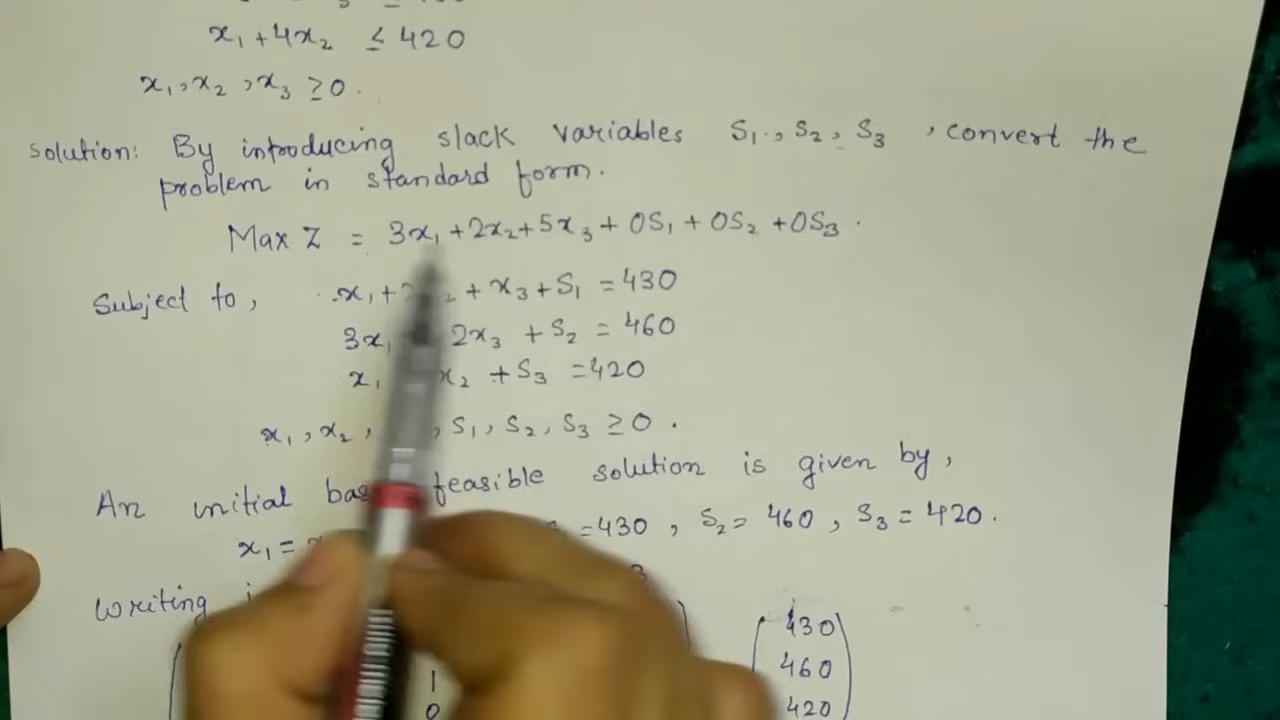 x₁ + 4x₂ ≤ 420
x₁, x₂, x₃ ≥ 0.
Solution: By introducing slack variables S₁, S₂, S₃, convert the
problem in standard form.
Max Z = 3x₁ + 2x₂ + 5x₃ + 0S₁ + 0S₂ + 0S₃.
Subject to, x₁ + + x₃ + S₁ = 430
3x₁ 2x₃ + S₂ = 460
x₁ x₂ + S₃ = 420
x₁, x₂, S₁, S₂, S₃ ≥ 0.
An initial feasible solution is given by,
x₁ = = 430, S₂ = 460, S₃ = 420.
Writing
430
1 460
0 420